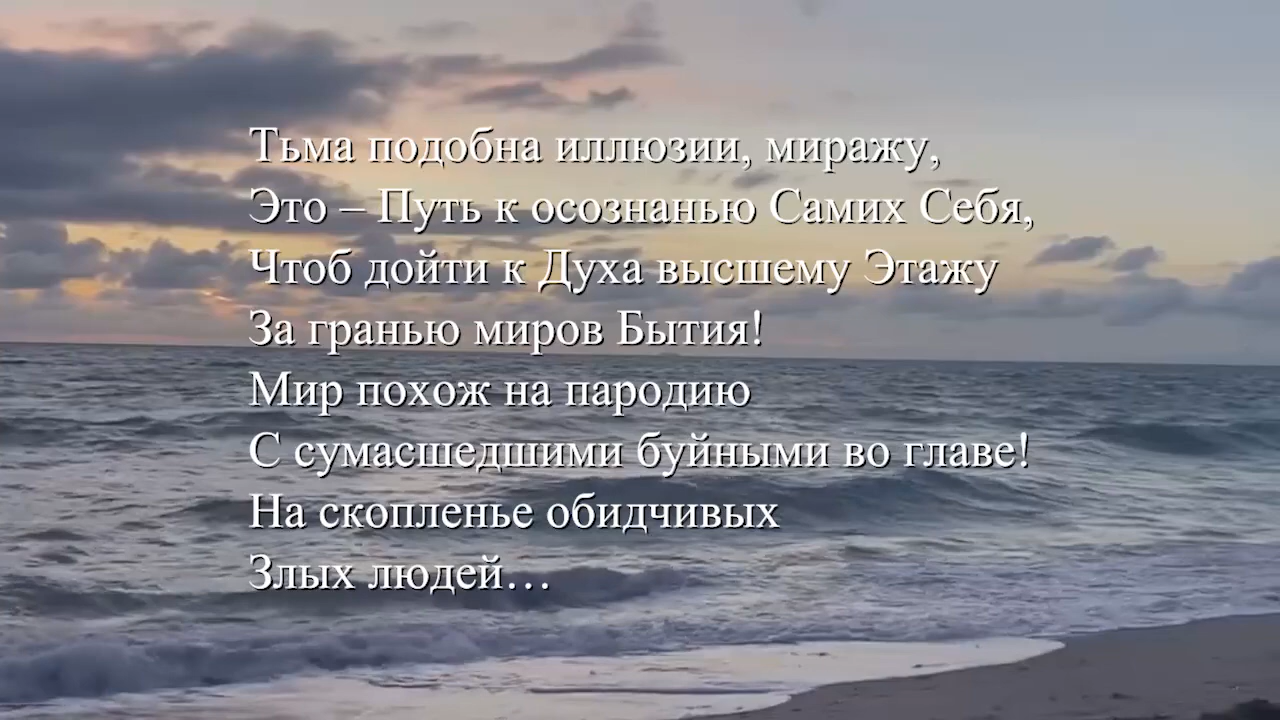 Тьма подобна иллюзии, миражу,
Это – Путь к осознанью Самих Себя,
Чтоб дойти к Духа высшему Этажу
За гранью миров Бытия!
Мир похож на пародию
С сумасшедшими буйными во главе!
На скопленье обидчивых
Злых людей…